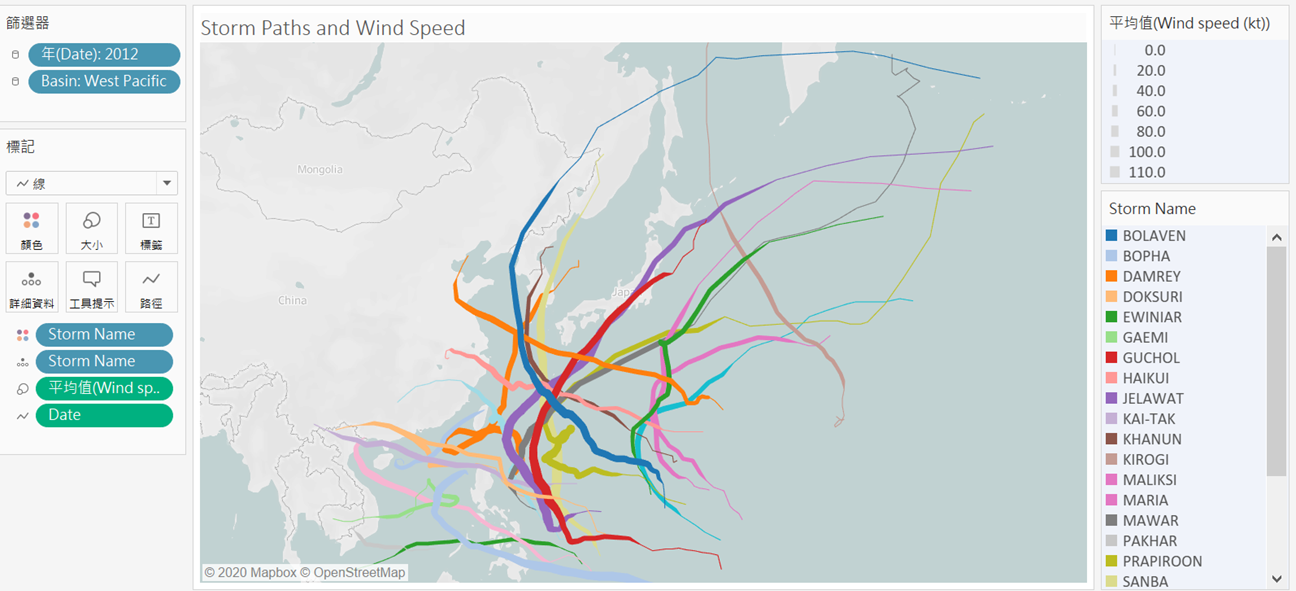 篩選器
年(Date): 2012
Basin: West Pacific
標記
線
顏色
大小
標籤
詳細資料
工具提示
路徑
Storm Name
Storm Name
平均值(Wind sp..
Date
Storm Paths and Wind Speed
Mongolia
China
Jap
© 2020 Mapbox © OpenStreetMap
平均值(Wind speed (kt))
0.0
20.0
40.0
60.0
80.0
100.0
110.0
Storm Name
BOLAVEN
BOPHA
DAMREY
DOKSURI
EWINIAR
GAEMI
GUCHOL
HAIKUI
JELAWAT
KAI-TAK
KHANUN
KIROGI
MALIKSI
MARIA
MAWAR
PAKHAR
PRAPIROON
SANBA